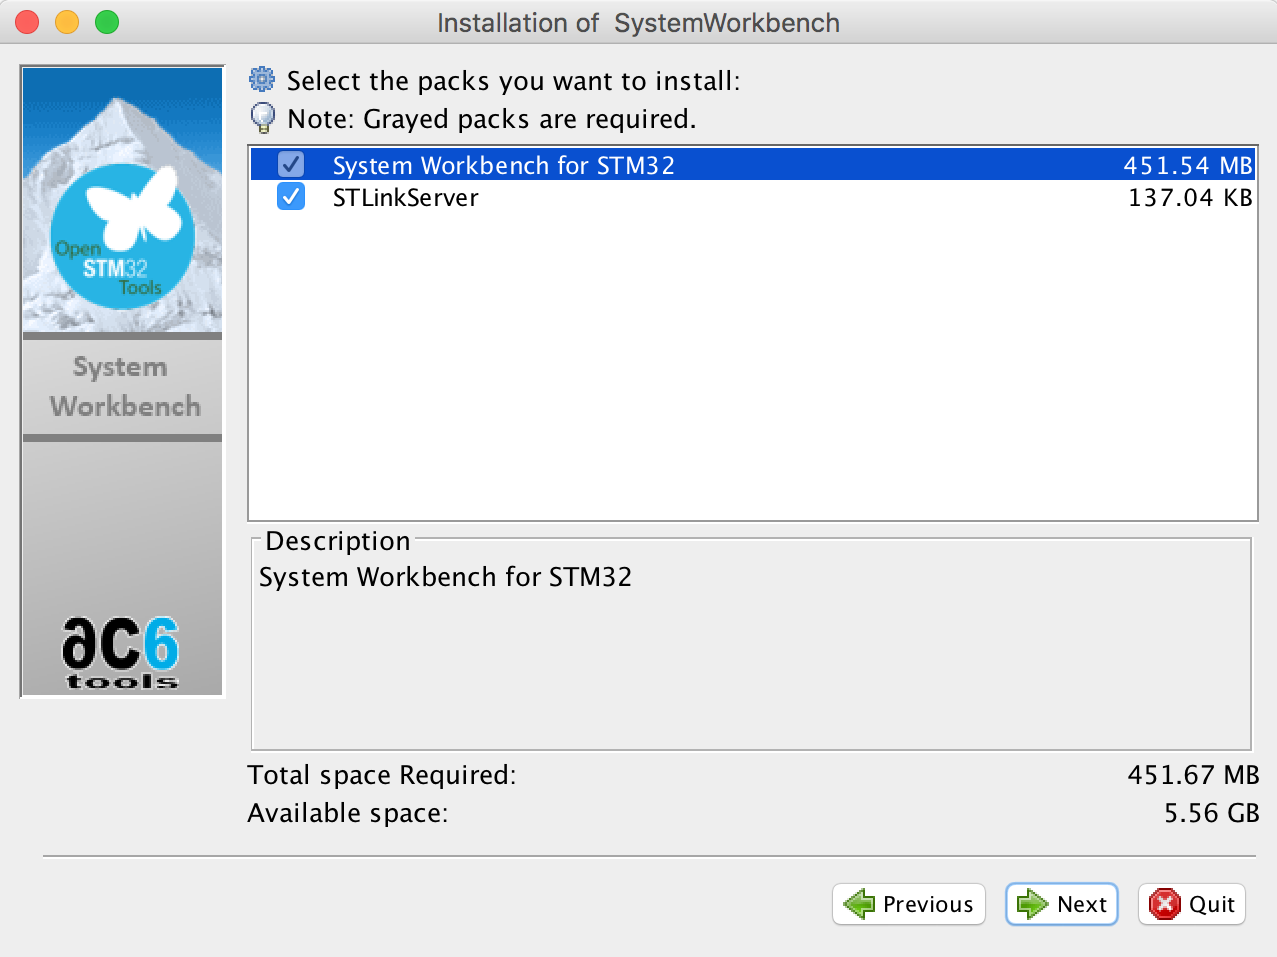 Installation of  SystemWorkbench
Select the packs you want to install:
Note: Grayed packs are required.
System Workbench for STM32 451.54 MB
STLinkServer 137.04 KB
Open
STM32
Tools
System
Workbench
ac6
tools
Description
System Workbench for STM32
Total space Required: 451.67 MB
Available space: 5.56 GB
Previous Next Quit